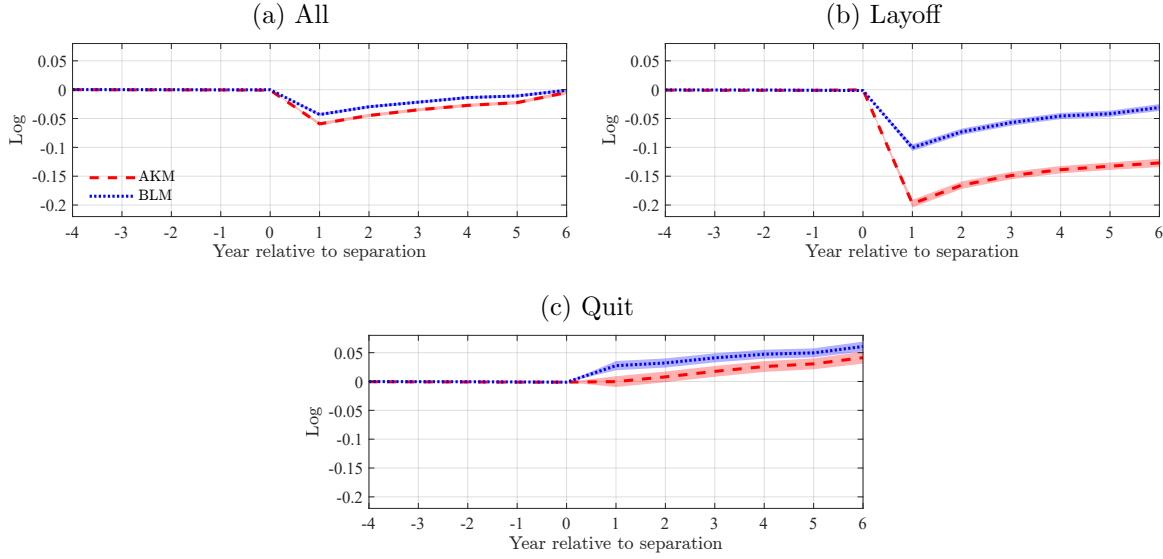 (a) All
0.05
0
-0.05
-0.1
-0.15
-0.2
Log
AKM
BLM
-4 -3 -2 -1 0 1 2 3 4 5 6
Year relative to separation
(b) Layoff
0.05
0
-0.05
-0.1
-0.15
-0.2
Log
-4 -3 -2 -1 0 1 2 3 4 5 6
Year relative to separation
(c) Quit
0.05
0
-0.05
-0.1
-0.15
-0.2
Log
-4 -3 -2 -1 0 1 2 3 4 5 6
Year relative to separation